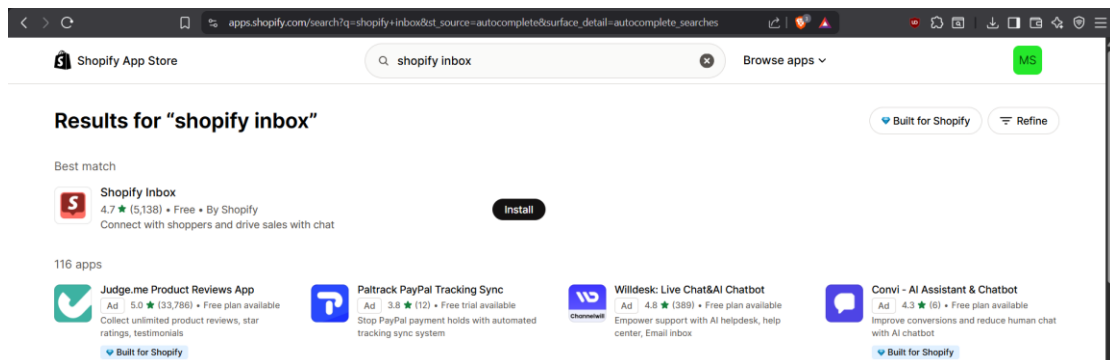 apps.shopify.com/search?q=shopify+inbox&st_source=autocomplete&surface_detail=autocomplete_searches
Shopify App Store
shopify inbox
Browse apps
MS
Results for “shopify inbox”
Built for Shopify
Refine
Best match
Shopify Inbox
4.7 ★ (5,138) • Free • By Shopify
Connect with shoppers and drive sales with chat
Install
116 apps
Judge.me Product Reviews App
Ad 5.0 ★ (33,786) • Free plan available
Collect unlimited product reviews, star
ratings, testimonials
Built for Shopify
Paltrack PayPal Tracking Sync
Ad 3.8 ★ (12) • Free trial available
Stop PayPal payment holds with automated
tracking sync system
Channelwill
Willdesk: Live Chat&AI Chatbot
Ad 4.8 ★ (389) • Free plan available
Empower support with AI helpdesk, help
center, Email inbox
Convi - AI Assistant & Chatbot
Ad 4.3 ★ (6) • Free plan available
Improve conversions and reduce human chat
with AI chatbot
Built for Shopify